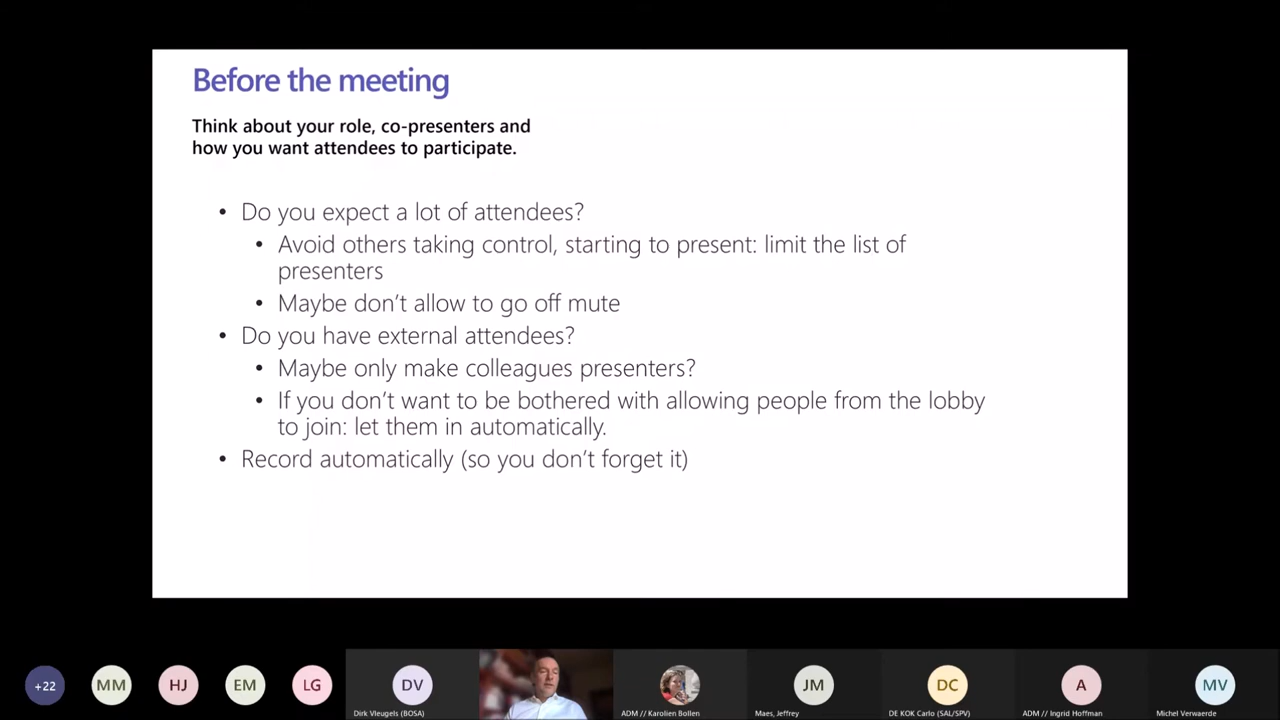 Before the meeting
Think about your role, co-presenters and
how you want attendees to participate.
• Do you expect a lot of attendees?
• Avoid others taking control, starting to present: limit the list of
presenters
• Maybe don't allow to go off mute
• Do you have external attendees?
• Maybe only make colleagues presenters?
• If you don't want to be bothered with allowing people from the lobby
to join: let them in automatically.
• Record automatically (so you don't forget it)
+22
MM
HJ
EM
LG
DV
JM
DC
A
MV
Dirk Vleugels (BOSA)
ADM // Karolien Bollen
Maes, Jeffrey
DE KOK Carlo (SAL/SPV)
ADM // Ingrid Hoffman
Michel Verwaerde